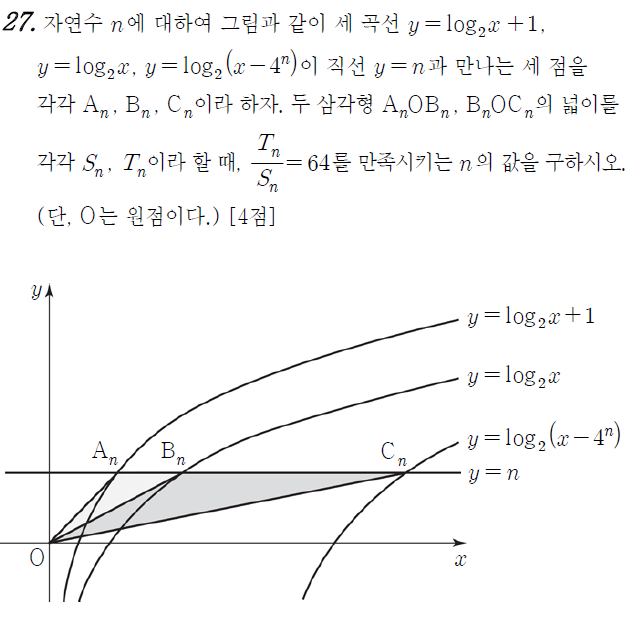 27. 자연수 n에 대하여 그림과 같이 세 곡선 y=log₂x+1,
y=log₂x, y=log₂(x-4ⁿ)이 직선 y=n과 만나는 세 점을
각각 Aₙ, Bₙ, Cₙ이라 하자. 두 삼각형 AₙOBₙ, BₙOCₙ의 넓이를
각각 Sₙ, Tₙ이라 할 때, Tₙ/Sₙ=64를 만족시키는 n의 값을 구하시오.
(단, O는 원점이다.) [4점]
y
y=log₂x+1
y=log₂x
y=log₂(x-4ⁿ)
Aₙ Bₙ Cₙ
y=n
O
x